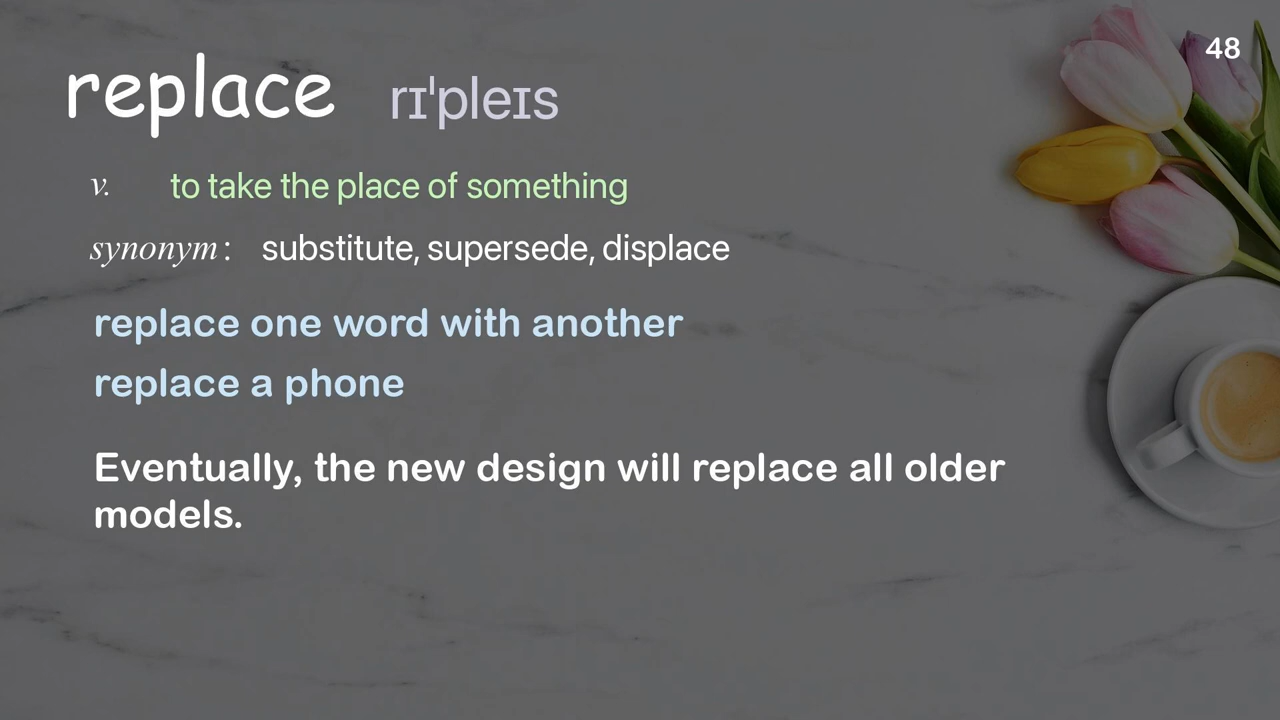 48
replace rɪˈpleɪs
v. to take the place of something
synonym: substitute, supersede, displace
replace one word with another
replace a phone
Eventually, the new design will replace all older
models.